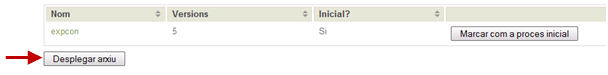 Nom Versions Inicial?
expcon 5 Si Marcar com a proces inicial
Desplegar arxiu